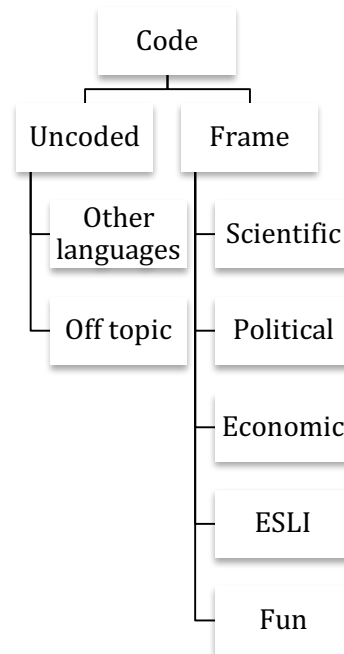 Code
Uncoded
Frame
Other
languages
Scientific
Off topic
Political
Economic
ESLI
Fun